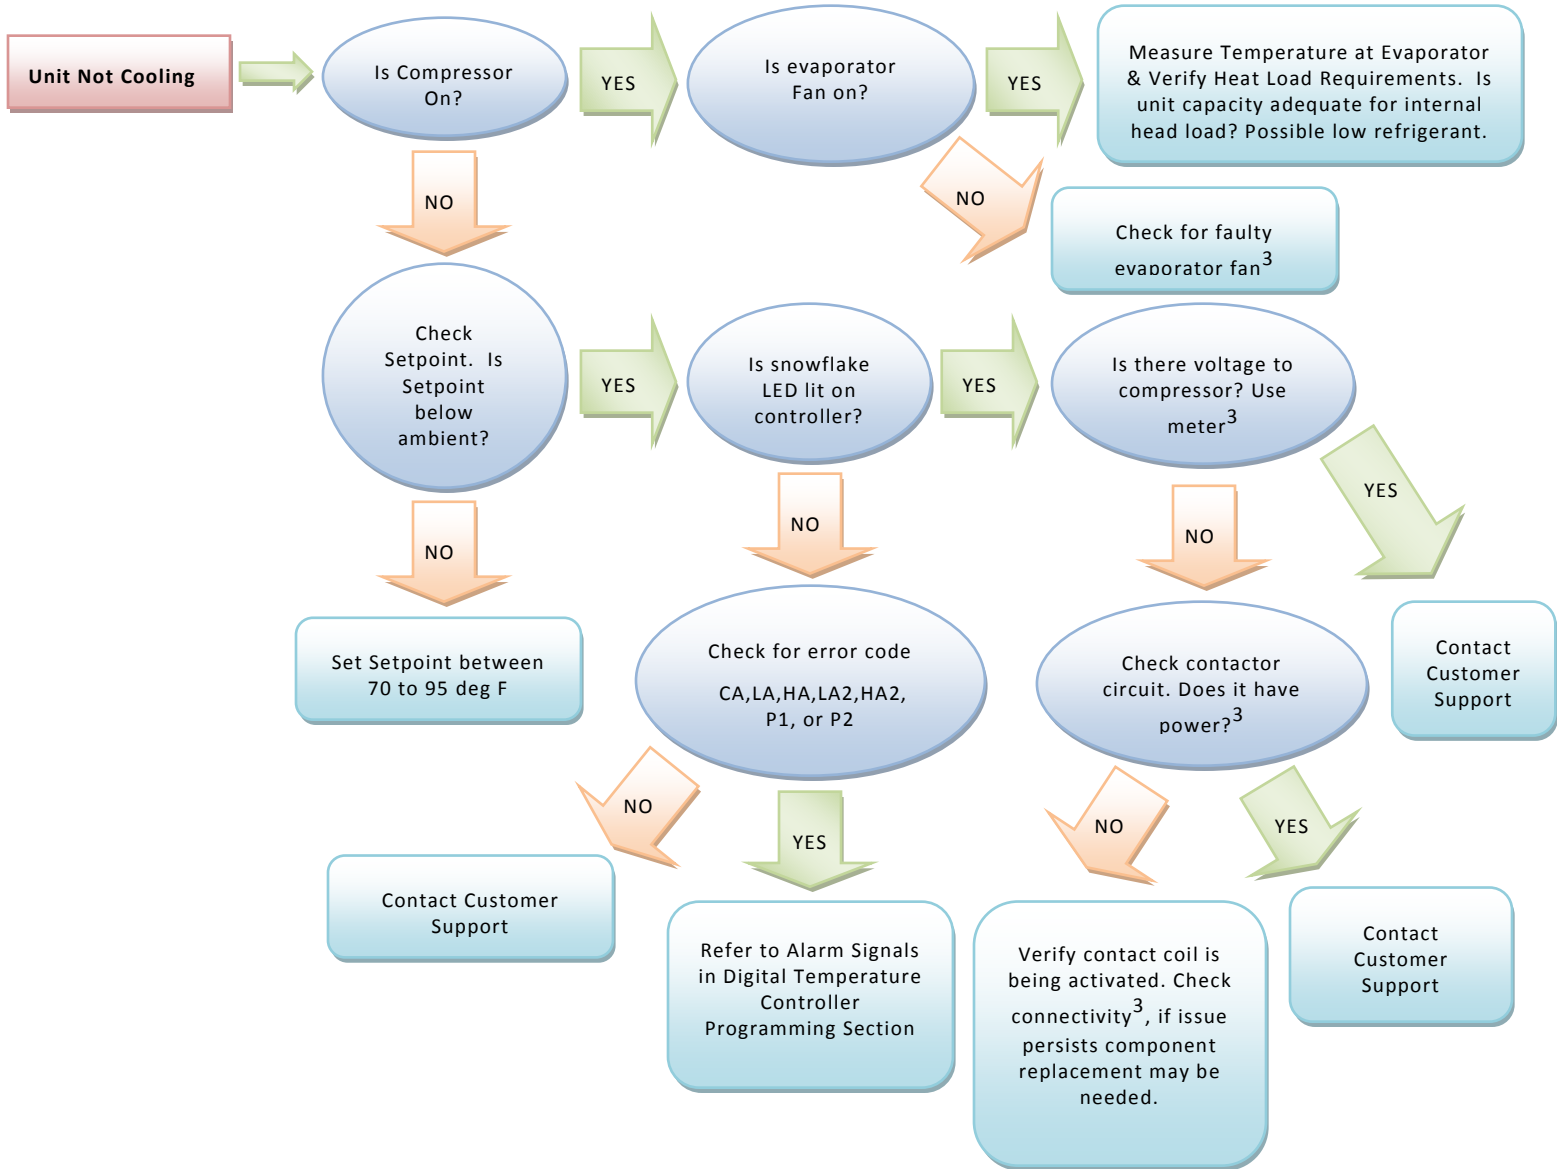 Unit Not Cooling
Is Compressor
On?
YES
Is evaporator
Fan on?
YES
Measure Temperature at Evaporator
& Verify Heat Load Requirements. Is
unit capacity adequate for internal
head load? Possible low refrigerant.
NO
NO
Check for faulty
evaporator fan3
Check
Setpoint. Is
Setpoint
below
ambient?
YES
Is snowflake
LED lit on
controller?
YES
Is there voltage to
compressor? Use
meter3
YES
NO
NO
NO
Set Setpoint between
70 to 95 deg F
Check for error code
CA,LA,HA,LA2,HA2,
P1, or P2
Check contactor
circuit. Does it have
power?3
Contact
Customer
Support
NO
YES
NO
YES
Contact Customer
Support
Refer to Alarm Signals
in Digital Temperature
Controller
Programming Section
Verify contact coil is
being activated. Check
connectivity3, if issue
persists component
replacement may be
needed.
Contact
Customer
Support